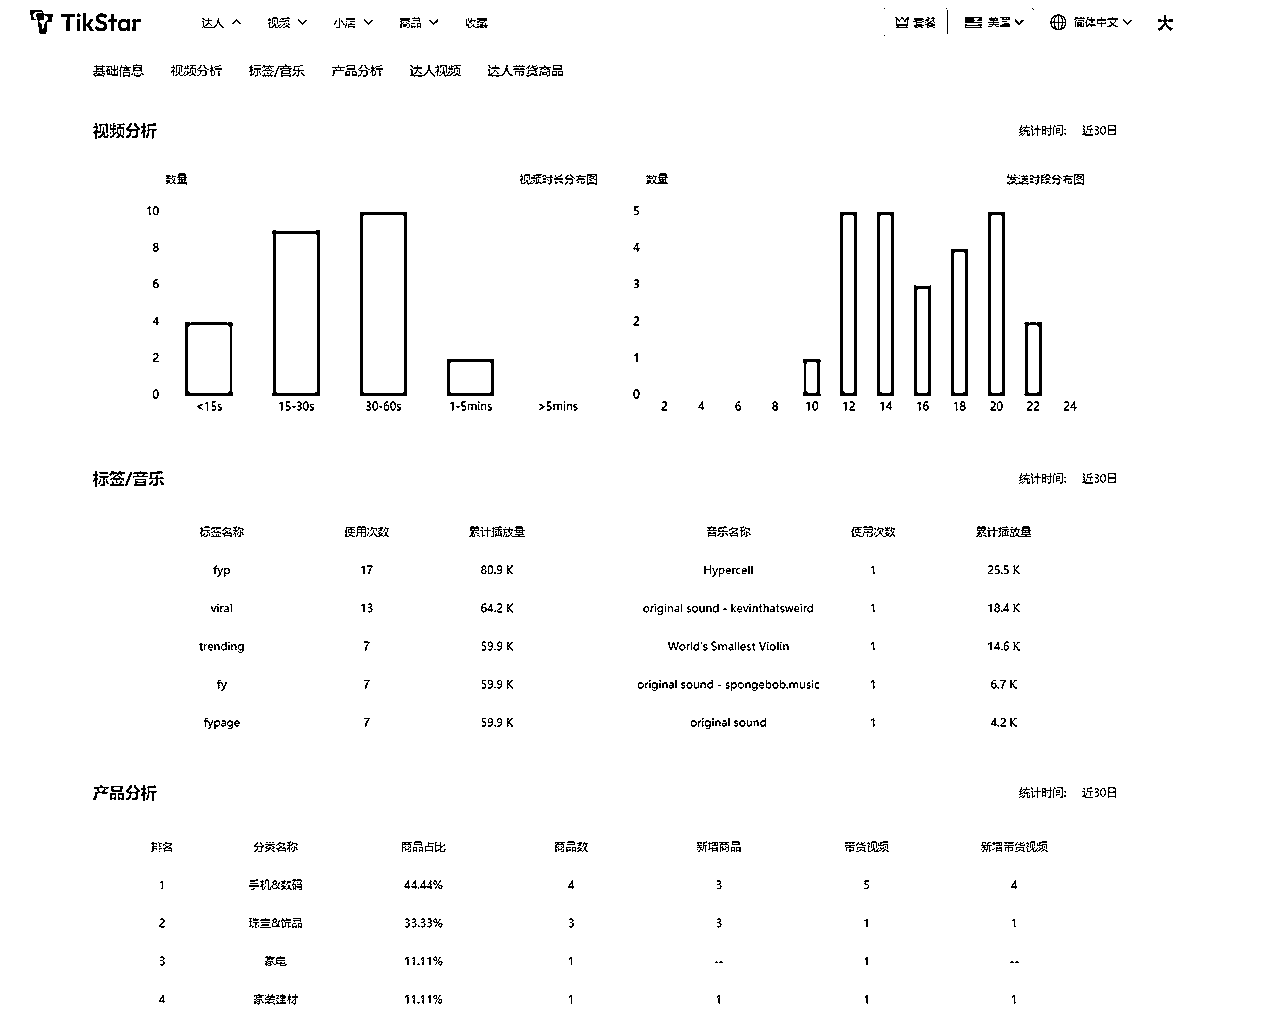 TikStar 达人 视频 小店 商品 收藏 套餐 美国 简体中文 大
基础信息 视频分析 标签/音乐 产品分析 达人视频 达人带货商品
视频分析 统计时间: 近30日
数量 视频时长分布图
10
8
6
4
2
0
<15s 15-30s 30-60s 1-5mins >5mins
数量 发送时段分布图
5
4
3
2
1
0
2 4 6 8 10 12 14 16 18 20 22 24
标签/音乐 统计时间: 近30日
标签名称 使用次数 累计播放量 音乐名称 使用次数 累计播放量
fyp 17 80.9 K Hypercell 1 25.5 K
viral 13 64.2 K original sound - kevinthatsweird 1 18.4 K
trending 7 59.9 K World's Smallest Violin 1 14.6 K
fy 7 59.9 K original sound - spongebob.music 1 6.7 K
fypage 7 59.9 K original sound 1 4.2 K
产品分析 统计时间: 近30日
排名 分类名称 商品占比 商品数 新增商品 带货视频 新增带货视频
1 手机&数码 44.44% 4 3 5 4
2 珠宝&饰品 33.33% 3 3 1 1
3 家电 11.11% 1 -- 1 --
4 家装建材 11.11% 1 1 1 1